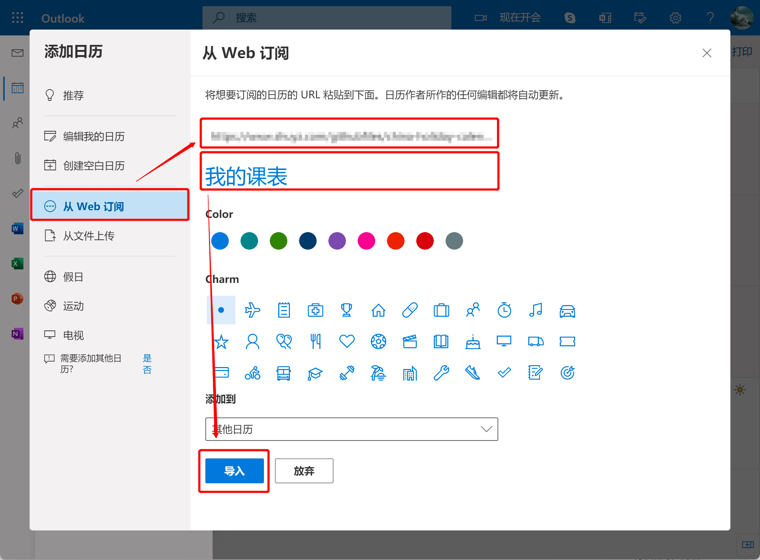 Outlook
搜索
现在开会
添加日历
推荐
编辑我的日历
创建空白日历
从 Web 订阅
从文件上传
假日
运动
电视
需要添加其他日历?
是
否
从 Web 订阅
将想要订阅的日历的 URL 粘贴到下面。日历作者所作的任何编辑都将自动更新。
我的课表
Color
Charm
添加到
其他日历
导入
放弃
打印